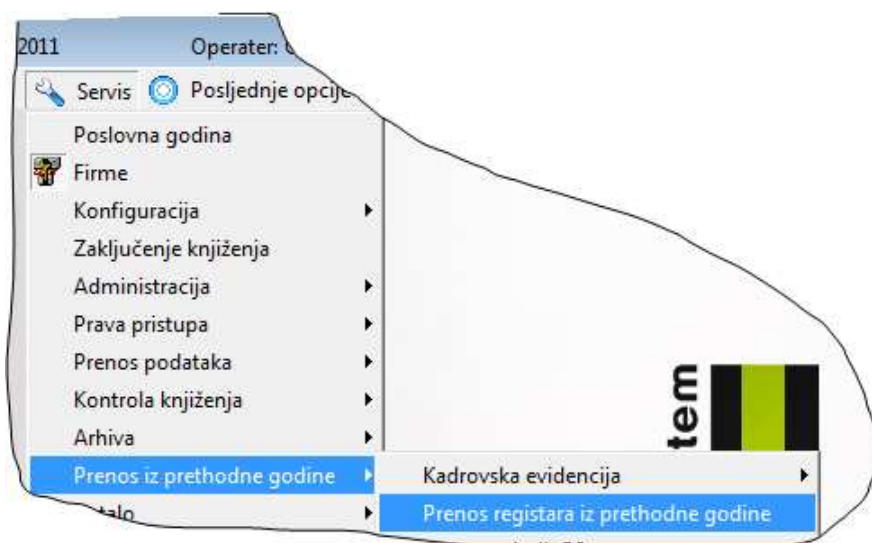 2011 Operater:
Servis Posljednje opcije
Poslovna godina
Firme
Konfiguracija
Zaključenje knjiženja
Administracija
Prava pristupa
Prenos podataka
Kontrola knjiženja
Arhiva
Prenos iz prethodne godine
Kadrovska evidencija
Prenos registara iz prethodne godine
tem